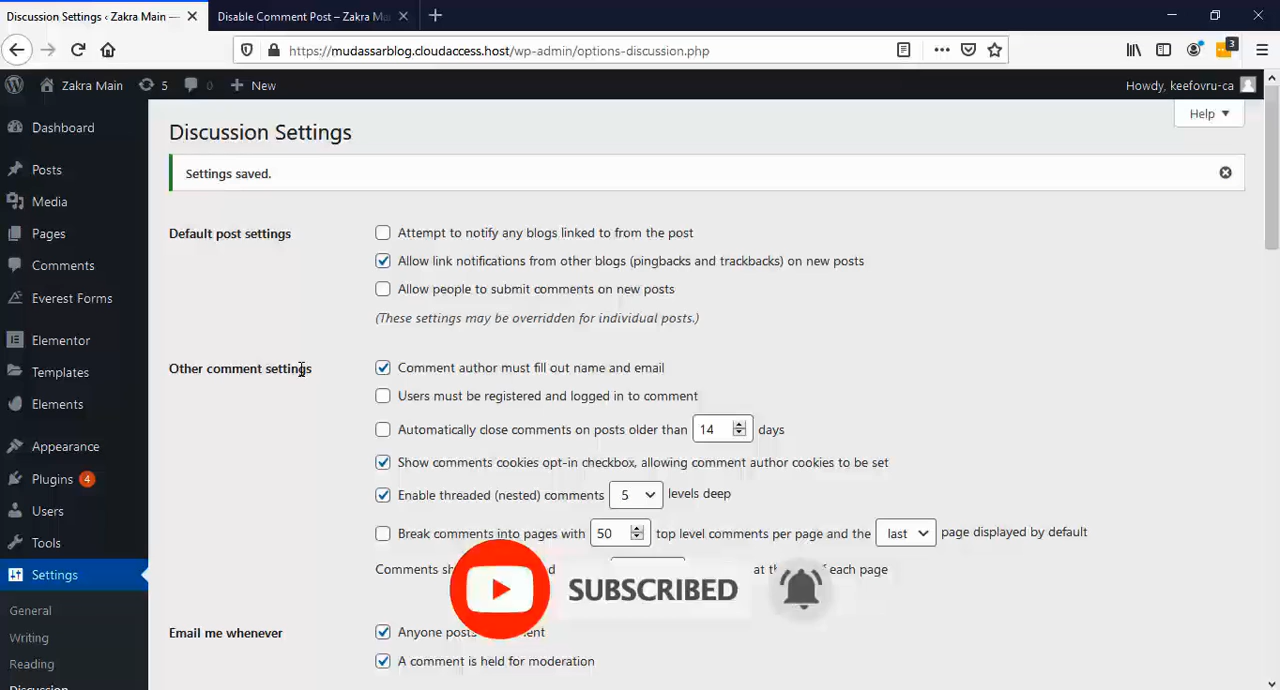 Discussion Settings ‹ Zakra Main —
Disable Comment Post – Zakra Ma
https://mudassarblog.cloudaccess.host/wp-admin/options-discussion.php
3
Zakra Main
5
0
New
Howdy, keefovru-ca
Help
Dashboard
Posts
Media
Pages
Comments
Everest Forms
Elementor
Templates
Elements
Appearance
Plugins 4
Users
Tools
Settings
General
Writing
Reading
Discussion
Discussion Settings
Settings saved.
Default post settings
Attempt to notify any blogs linked to from the post
Allow link notifications from other blogs (pingbacks and trackbacks) on new posts
Allow people to submit comments on new posts
(These settings may be overridden for individual posts.)
Other comment settings
Comment author must fill out name and email
Users must be registered and logged in to comment
Automatically close comments on posts older than 14 days
Show comments cookies opt-in checkbox, allowing comment author cookies to be set
Enable threaded (nested) comments 5 levels deep
Break comments into pages with 50 top level comments per page and the last page displayed by default
Comments at th of each page
SUBSCRIBED
Email me whenever
Anyone posts
A comment is held for moderation